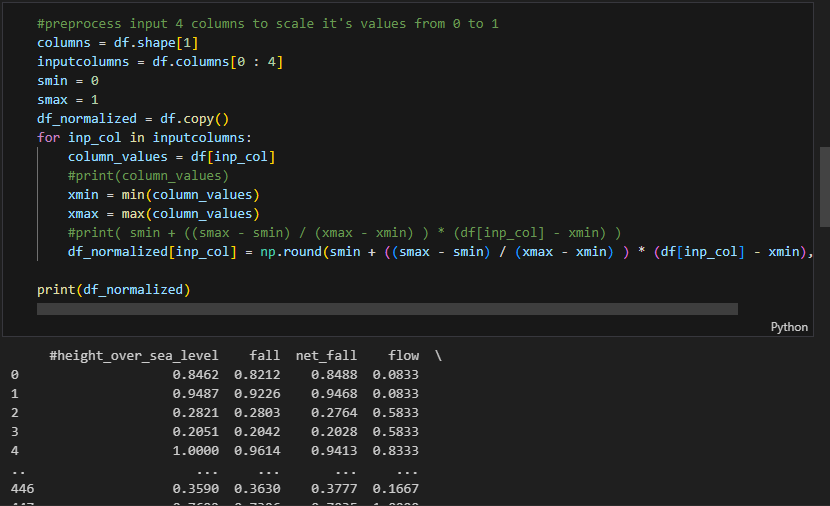 #preprocess input 4 columns to scale it's values from 0 to 1
columns = df.shape[1]
inputcolumns = df.columns[0 : 4]
smin = 0
smax = 1
df_normalized = df.copy()
for inp_col in inputcolumns:
column_values = df[inp_col]
#print(column_values)
xmin = min(column_values)
xmax = max(column_values)
#print( smin + ((smax - smin) / (xmax - xmin) ) * (df[inp_col] - xmin) )
df_normalized[inp_col] = np.round(smin + ((smax - smin) / (xmax - xmin) ) * (df[inp_col] - xmin),
print(df_normalized)
Python
#height_over_sea_level fall net_fall flow \
0 0.8462 0.8212 0.8488 0.0833
1 0.9487 0.9226 0.9468 0.0833
2 0.2821 0.2803 0.2764 0.5833
3 0.2051 0.2042 0.2028 0.5833
4 1.0000 0.9614 0.9413 0.8333
.. ... ... ... ...
446 0.3590 0.3630 0.3777 0.1667